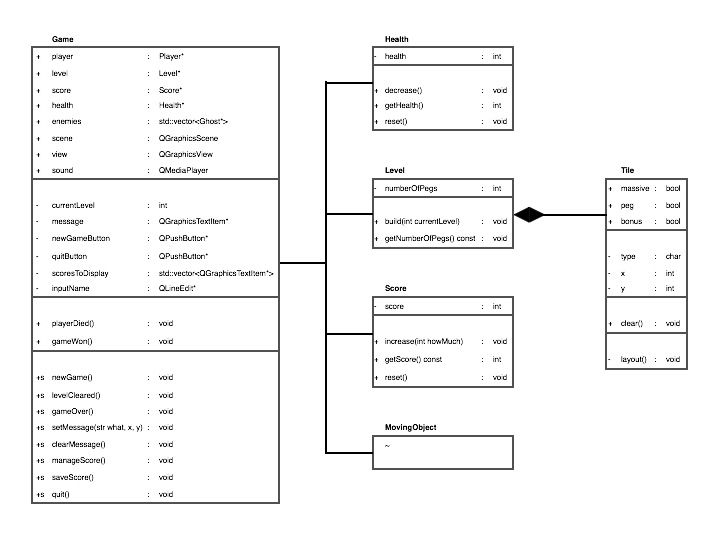 Game
+ player : Player*
+ level : Level*
+ score : Score*
+ health : Health*
+ enemies : std::vector<Ghost*>
+ scene : QGraphicsScene
+ view : QGraphicsView
+ sound : QMediaPlayer
- currentLevel : int
- message : QGraphicsTextItem*
- newGameButton : QPushButton*
- quitButton : QPushButton*
- scoresToDisplay : std::vector<QGraphicsTextItem*>
- inputName : QLineEdit*
+ playerDied() : void
+ gameWon() : void
+s newGame() : void
+s levelCleared() : void
+s gameOver() : void
+s setMessage(str what, x, y) : void
+s clearMessage() : void
+s manageScore() : void
+s saveScore() : void
+s quit() : void
Health
- health : int
+ decrease() : void
+ getHealth() : int
+ reset() : void
Level
- numberOfPegs : int
+ build(int currentLevel) : void
+ getNumberOfPegs() const : void
Score
- score : int
+ increase(int howMuch) : void
+ getScore() const : int
+ reset() : void
MovingObject
~
Tile
+ massive : bool
+ peg : bool
+ bonus : bool
- type : char
- x : int
- y : int
+ clear() : void
- layout() : void